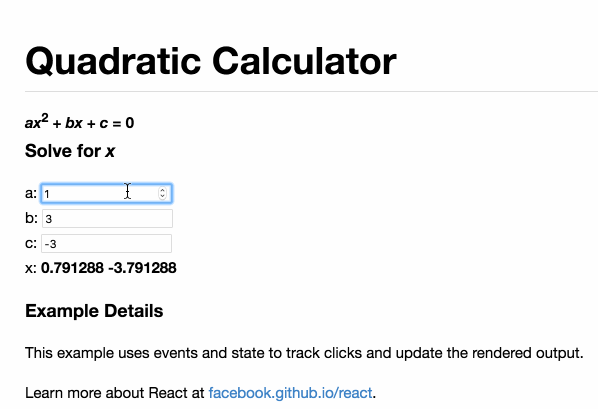 Quadratic Calculator
ax² + bx + c = 0
Solve for x
a: 1
b: 3
c: -3
x: 0.791288 -3.791288
Example Details
This example uses events and state to track clicks and update the rendered output.
Learn more about React at facebook.github.io/react.